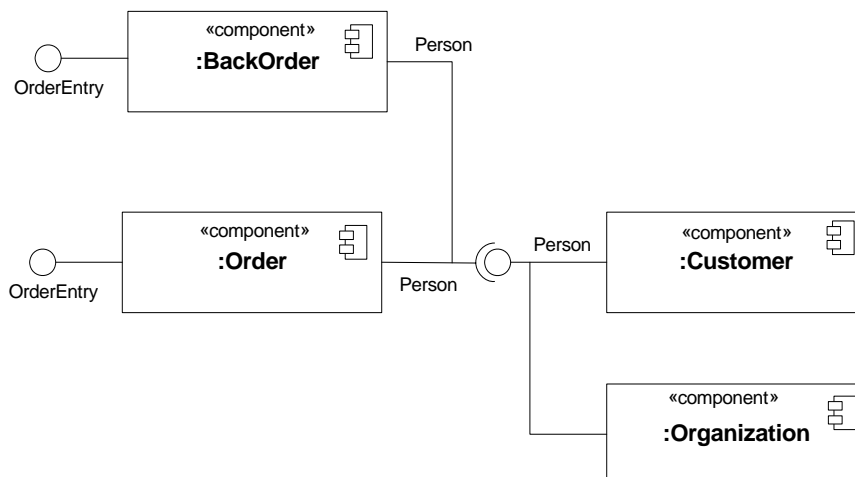 «component»
:BackOrder
Person
OrderEntry
«component»
:Order
Person
OrderEntry
Person
«component»
:Customer
«component»
:Organization